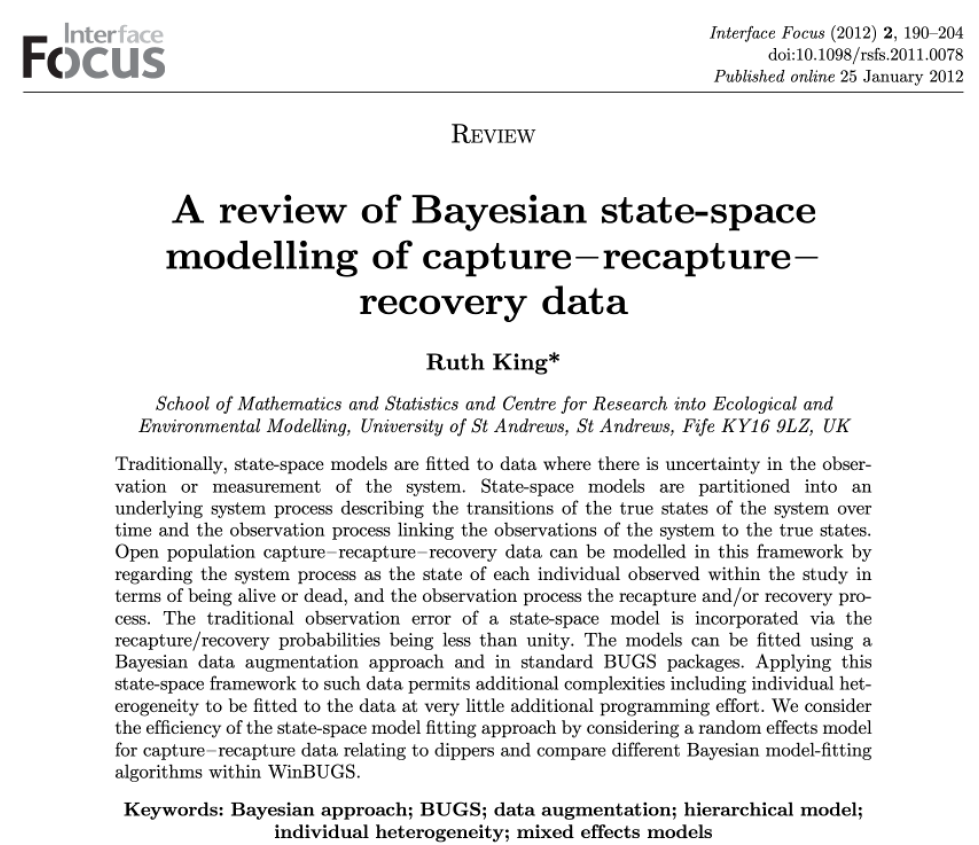 Interface
Focus
Interface Focus (2012) 2, 190–204
doi:10.1098/rsfs.2011.0078
Published online 25 January 2012
Review
A review of Bayesian state-space
modelling of capture–recapture–
recovery data
Ruth King*
School of Mathematics and Statistics and Centre for Research into Ecological and
Environmental Modelling, University of St Andrews, St Andrews, Fife KY16 9LZ, UK
Traditionally, state-space models are fitted to data where there is uncertainty in the obser-
vation or measurement of the system. State-space models are partitioned into an
underlying system process describing the transitions of the true states of the system over
time and the observation process linking the observations of the system to the true states.
Open population capture–recapture–recovery data can be modelled in this framework by
regarding the system process as the state of each individual observed within the study in
terms of being alive or dead, and the observation process the recapture and/or recovery pro-
cess. The traditional observation error of a state-space model is incorporated via the
recapture/recovery probabilities being less than unity. The models can be fitted using a
Bayesian data augmentation approach and in standard BUGS packages. Applying this
state-space framework to such data permits additional complexities including individual het-
erogeneity to be fitted to the data at very little additional programming effort. We consider
the efficiency of the state-space model fitting approach by considering a random effects model
for capture–recapture data relating to dippers and compare different Bayesian model-fitting
algorithms within WinBUGS.
Keywords: Bayesian approach; BUGS; data augmentation; hierarchical model;
individual heterogeneity; mixed effects models